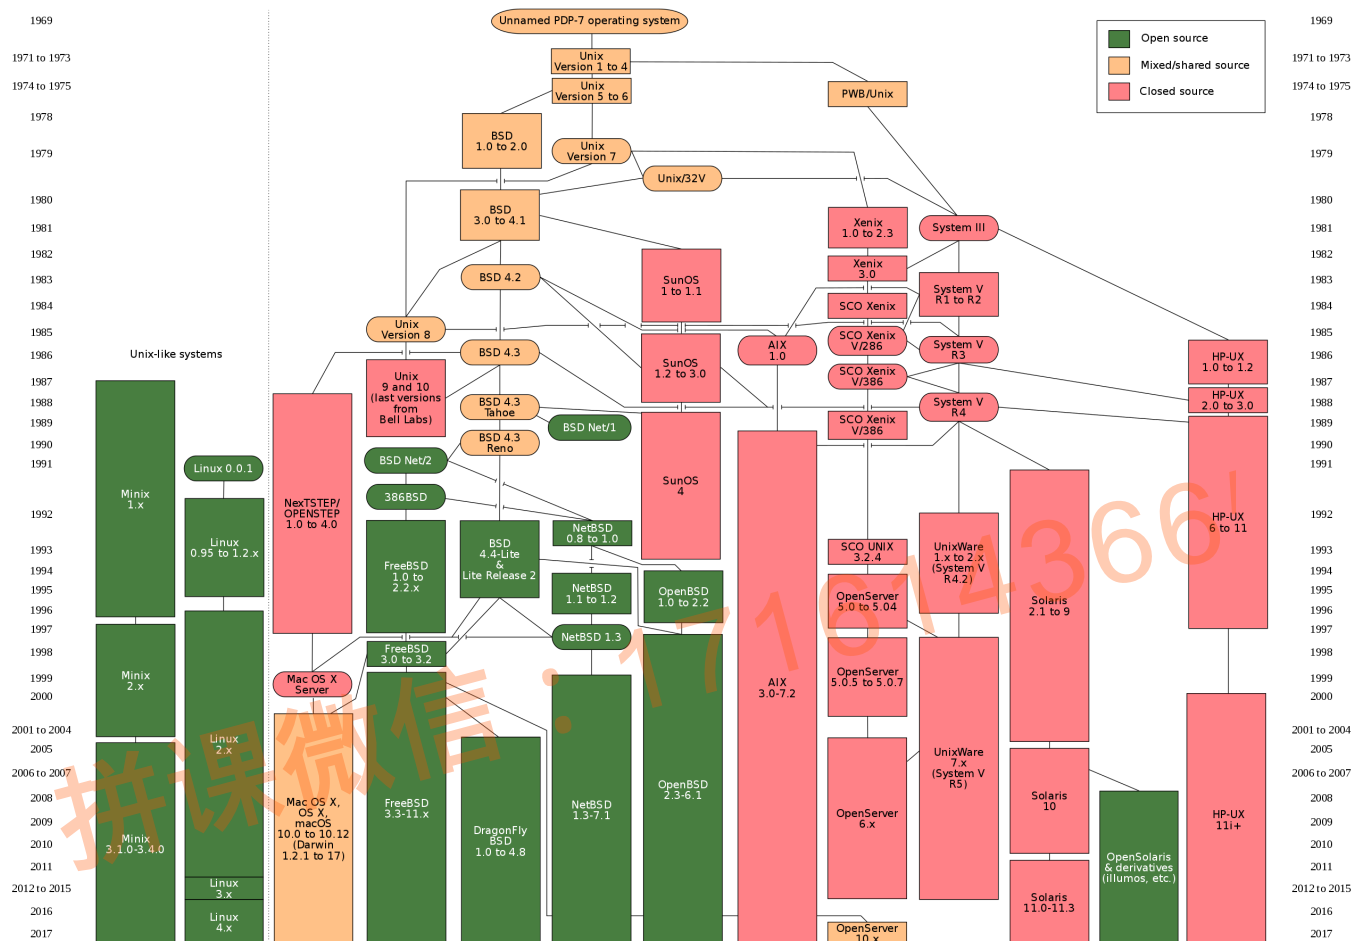 1969
1971 to 1973
1974 to 1975
1978
1979
1980
1981
1982
1983
1984
1985
1986
1987
1988
1989
1990
1991
1992
1993
1994
1995
1996
1997
1998
1999
2000
2001 to 2004
2005
2006 to 2007
2008
2009
2010
2011
2012 to 2015
2016
2017
Unix-like systems
Minix
1.x
Minix
2.x
Minix
3.1.0-3.4.0
Linux 0.0.1
Linux
0.95 to 1.2.x
Linux
2.x
Linux
3.x
Linux
4.x
Unnamed PDP-7 operating system
Unix
Version 1 to 4
Unix
Version 5 to 6
PWB/Unix
BSD
1.0 to 2.0
Unix
Version 7
Unix/32V
BSD
3.0 to 4.1
Xenix
1.0 to 2.3
System III
Xenix
3.0
BSD 4.2
SunOS
1 to 1.1
System V
R1 to R2
SCO Xenix
Unix
Version 8
SCO Xenix
V/286
AIX
1.0
System V
R3
BSD 4.3
SunOS
1.2 to 3.0
HP-UX
1.0 to 1.2
Unix
9 and 10
(last versions
from
Bell Labs)
SCO Xenix
V/386
HP-UX
2.0 to 3.0
BSD 4.3
Tahoe
System V
R4
BSD Net/1
SCO Xenix
V/386
BSD 4.3
Reno
BSD Net/2
386BSD
SunOS
4
NexTSTEP/
OPENSTEP
1.0 to 4.0
HP-UX
6 to 11
NetBSD
0.8 to 1.0
BSD
4.4-Lite
&
Lite Release 2
SCO UNIX
3.2.4
UnixWare
1.x to 2.x
(System V
R4.2)
FreeBSD
1.0 to
2.2.x
NetBSD
1.1 to 1.2
OpenBSD
1.0 to 2.2
OpenServer
5.0 to 5.04
Solaris
2.1 to 9
NetBSD 1.3
FreeBSD
3.0 to 3.2
Mac OS X
Server
OpenServer
5.0.5 to 5.0.7
AIX
3.0-7.2
UnixWare
7.x
(System V
R5)
Mac OS X,
OS X,
macOS
10.0 to 10.12
(Darwin
1.2.1 to 17)
FreeBSD
3.3-11.x
DragonFly
BSD
1.0 to 4.8
NetBSD
1.3-7.1
OpenBSD
2.3-6.1
OpenServer
6.x
Solaris
10
HP-UX
11i+
OpenSolaris
& derivatives
(illumos, etc.)
Solaris
11.0-11.3
OpenServer
10.x
Open source
Mixed/shared source
Closed source
1969
1971 to 1973
1974 to 1975
1978
1979
1980
1981
1982
1983
1984
1985
1986
1987
1988
1989
1990
1991
1992
1993
1994
1995
1996
1997
1998
1999
2000
2001 to 2004
2005
2006 to 2007
2008
2009
2010
2011
2012 to 2015
2016
2017
拼课微信：171614366